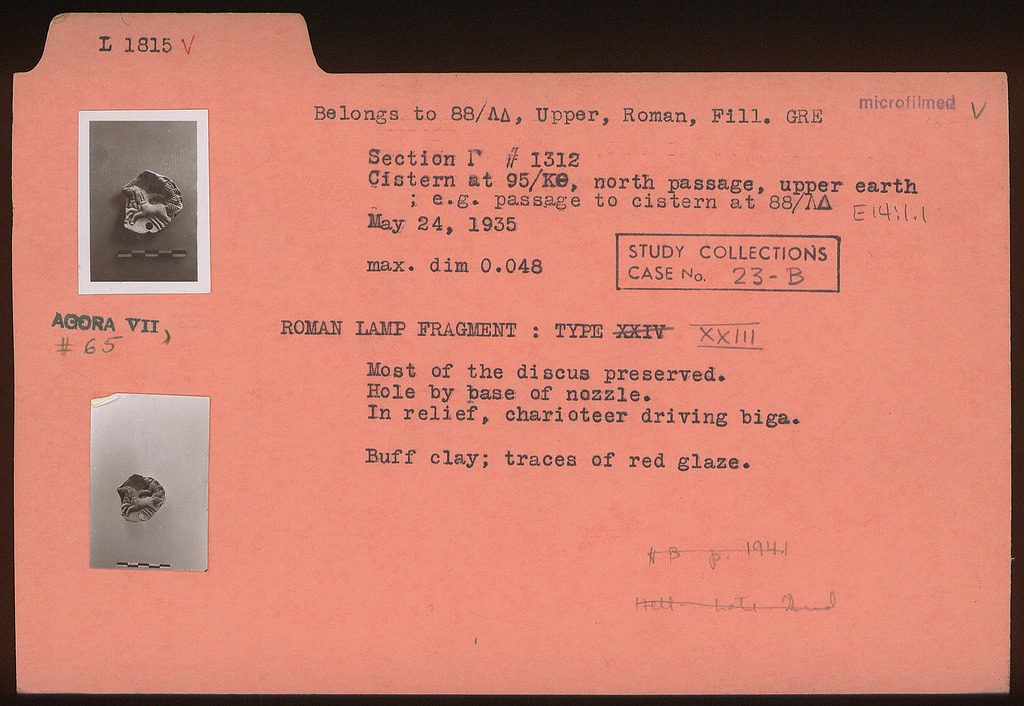 L 1815 V
microfilmed V
Belongs to 88/ΛΔ, Upper, Roman, Fill. GRE
Section Γ # 1312
Cistern at 95/ΚΘ, north passage, upper earth
; e.g. passage to cistern at 88/ΛΔ
E 14:1.1
May 24, 1935
max. dim 0.048
STUDY COLLECTIONS
CASE No. 23-B
AGORA VII,
# 65
ROMAN LAMP FRAGMENT : TYPE XXIV XXIII
Most of the discus preserved.
Hole by base of nozzle.
In relief, charioteer driving biga.
Buff clay; traces of red glaze.
HB p. 1941
Hell